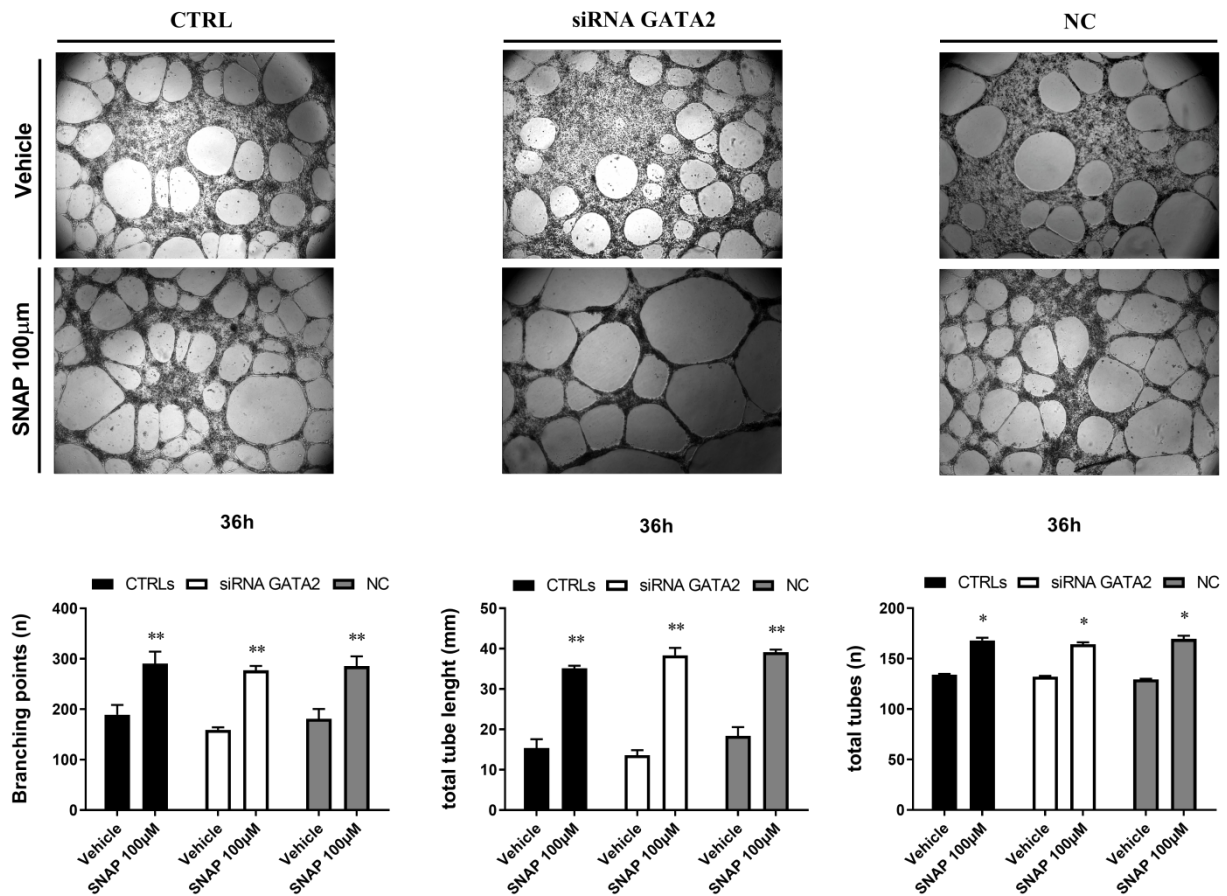 CTRL
siRNA GATA2
NC
Vehicle
SNAP 100µm
36h
36h
36h
CTRLs siRNA GATA2 NC
CTRLs siRNA GATA2 NC
CTRLs siRNA GATA2 NC
Branching points (n)
400
300
200
100
0
**
**
**
Vehicle
SNAP 100µM
Vehicle
SNAP 100µM
Vehicle
SNAP 100µM
total tube lenght (mm)
50
40
30
20
10
0
**
**
**
Vehicle
SNAP 100µM
Vehicle
SNAP 100µM
Vehicle
SNAP 100µM
total tubes (n)
200
150
100
50
0
*
*
*
Vehicle
SNAP 100µM
Vehicle
SNAP 100µM
Vehicle
SNAP 100µM